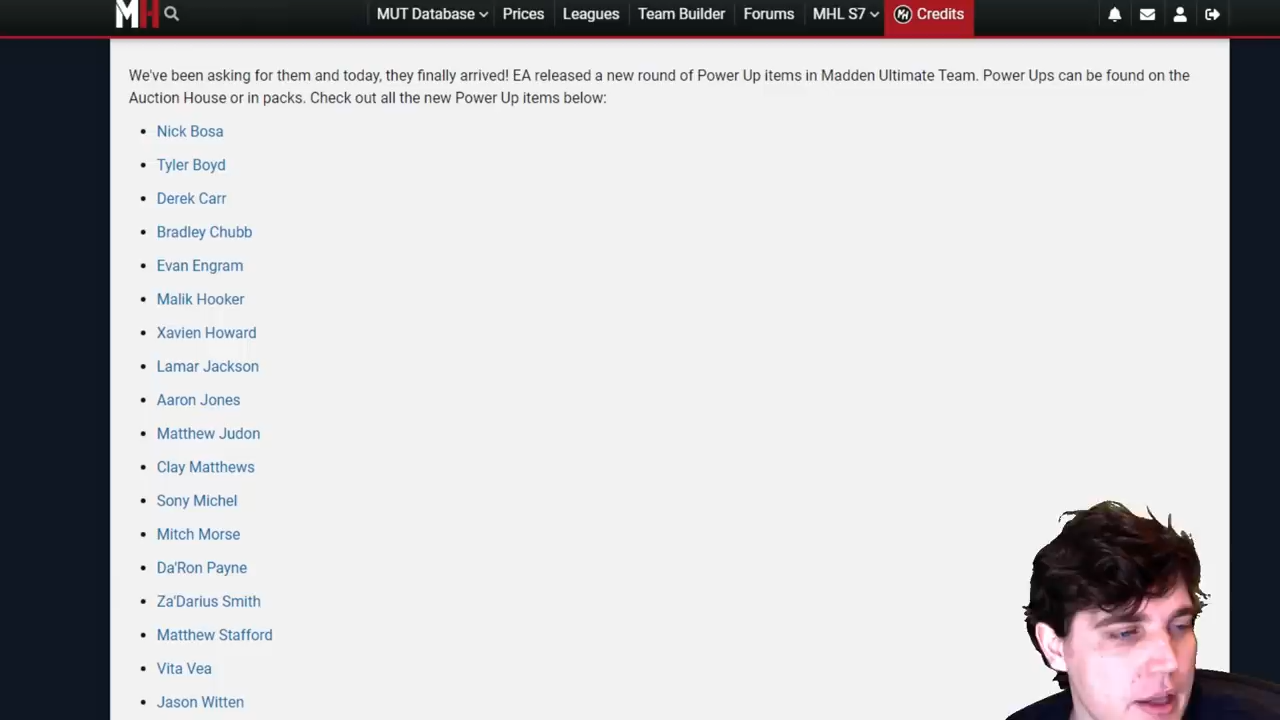 MH MUT Database Prices Leagues Team Builder Forums MHL S7 MH Credits
We've been asking for them and today, they finally arrived! EA released a new round of Power Up items in Madden Ultimate Team. Power Ups can be found on the
Auction House or in packs. Check out all the new Power Up items below:
• Nick Bosa
• Tyler Boyd
• Derek Carr
• Bradley Chubb
• Evan Engram
• Malik Hooker
• Xavien Howard
• Lamar Jackson
• Aaron Jones
• Matthew Judon
• Clay Matthews
• Sony Michel
• Mitch Morse
• Da'Ron Payne
• Za'Darius Smith
• Matthew Stafford
• Vita Vea
• Jason Witten